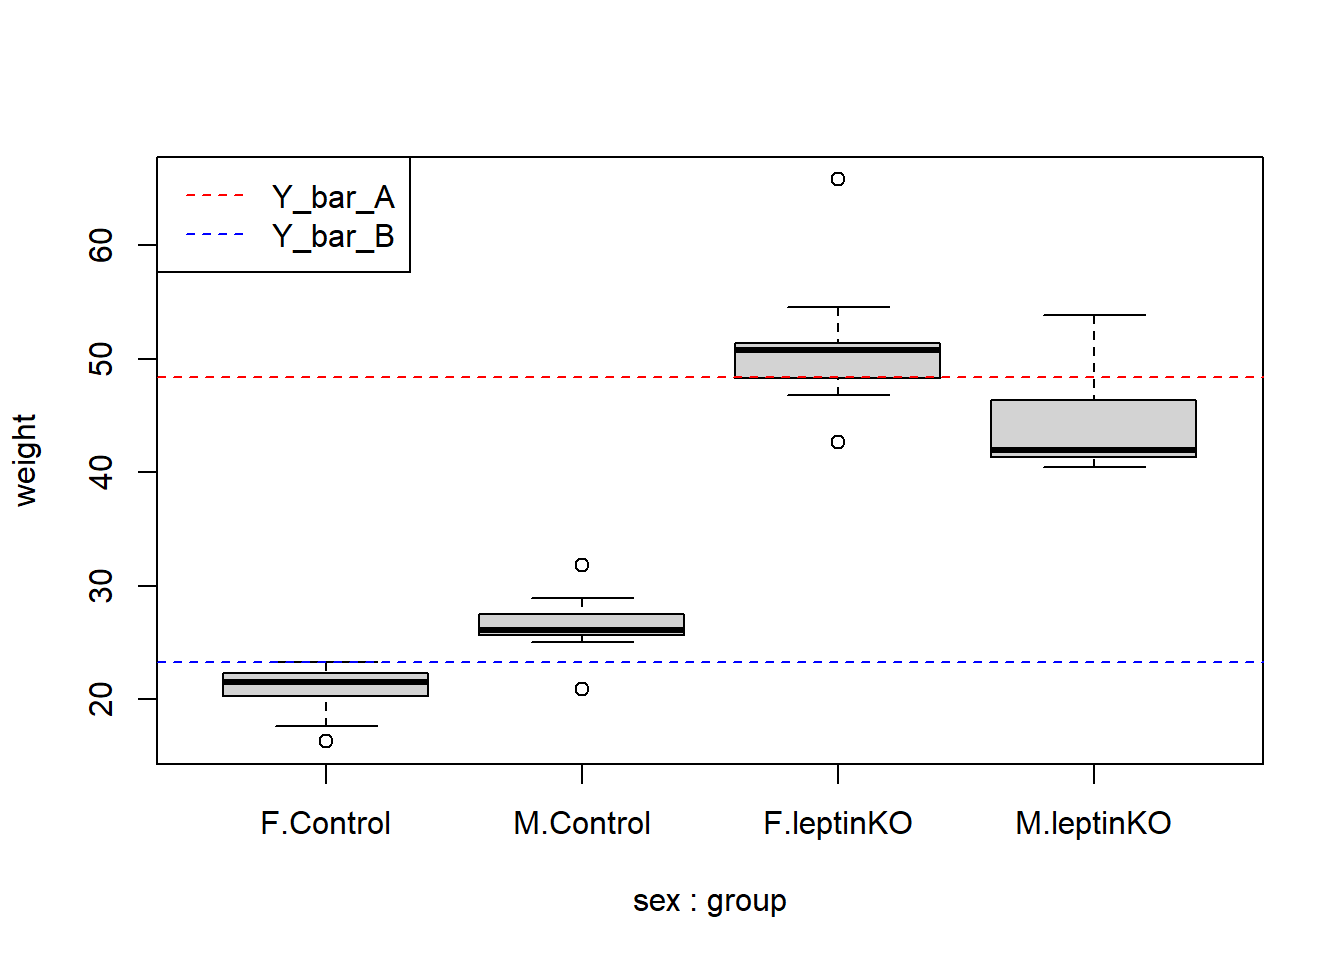 Y_bar_A
Y_bar_B
weight
60
50
40
30
20
F.Control
M.Control
F.leptinKO
M.leptinKO
sex : group